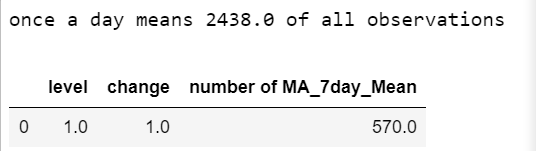 once a day means 2438.0 of all observations
level change number of MA_7day_Mean
0 1.0 1.0 570.0